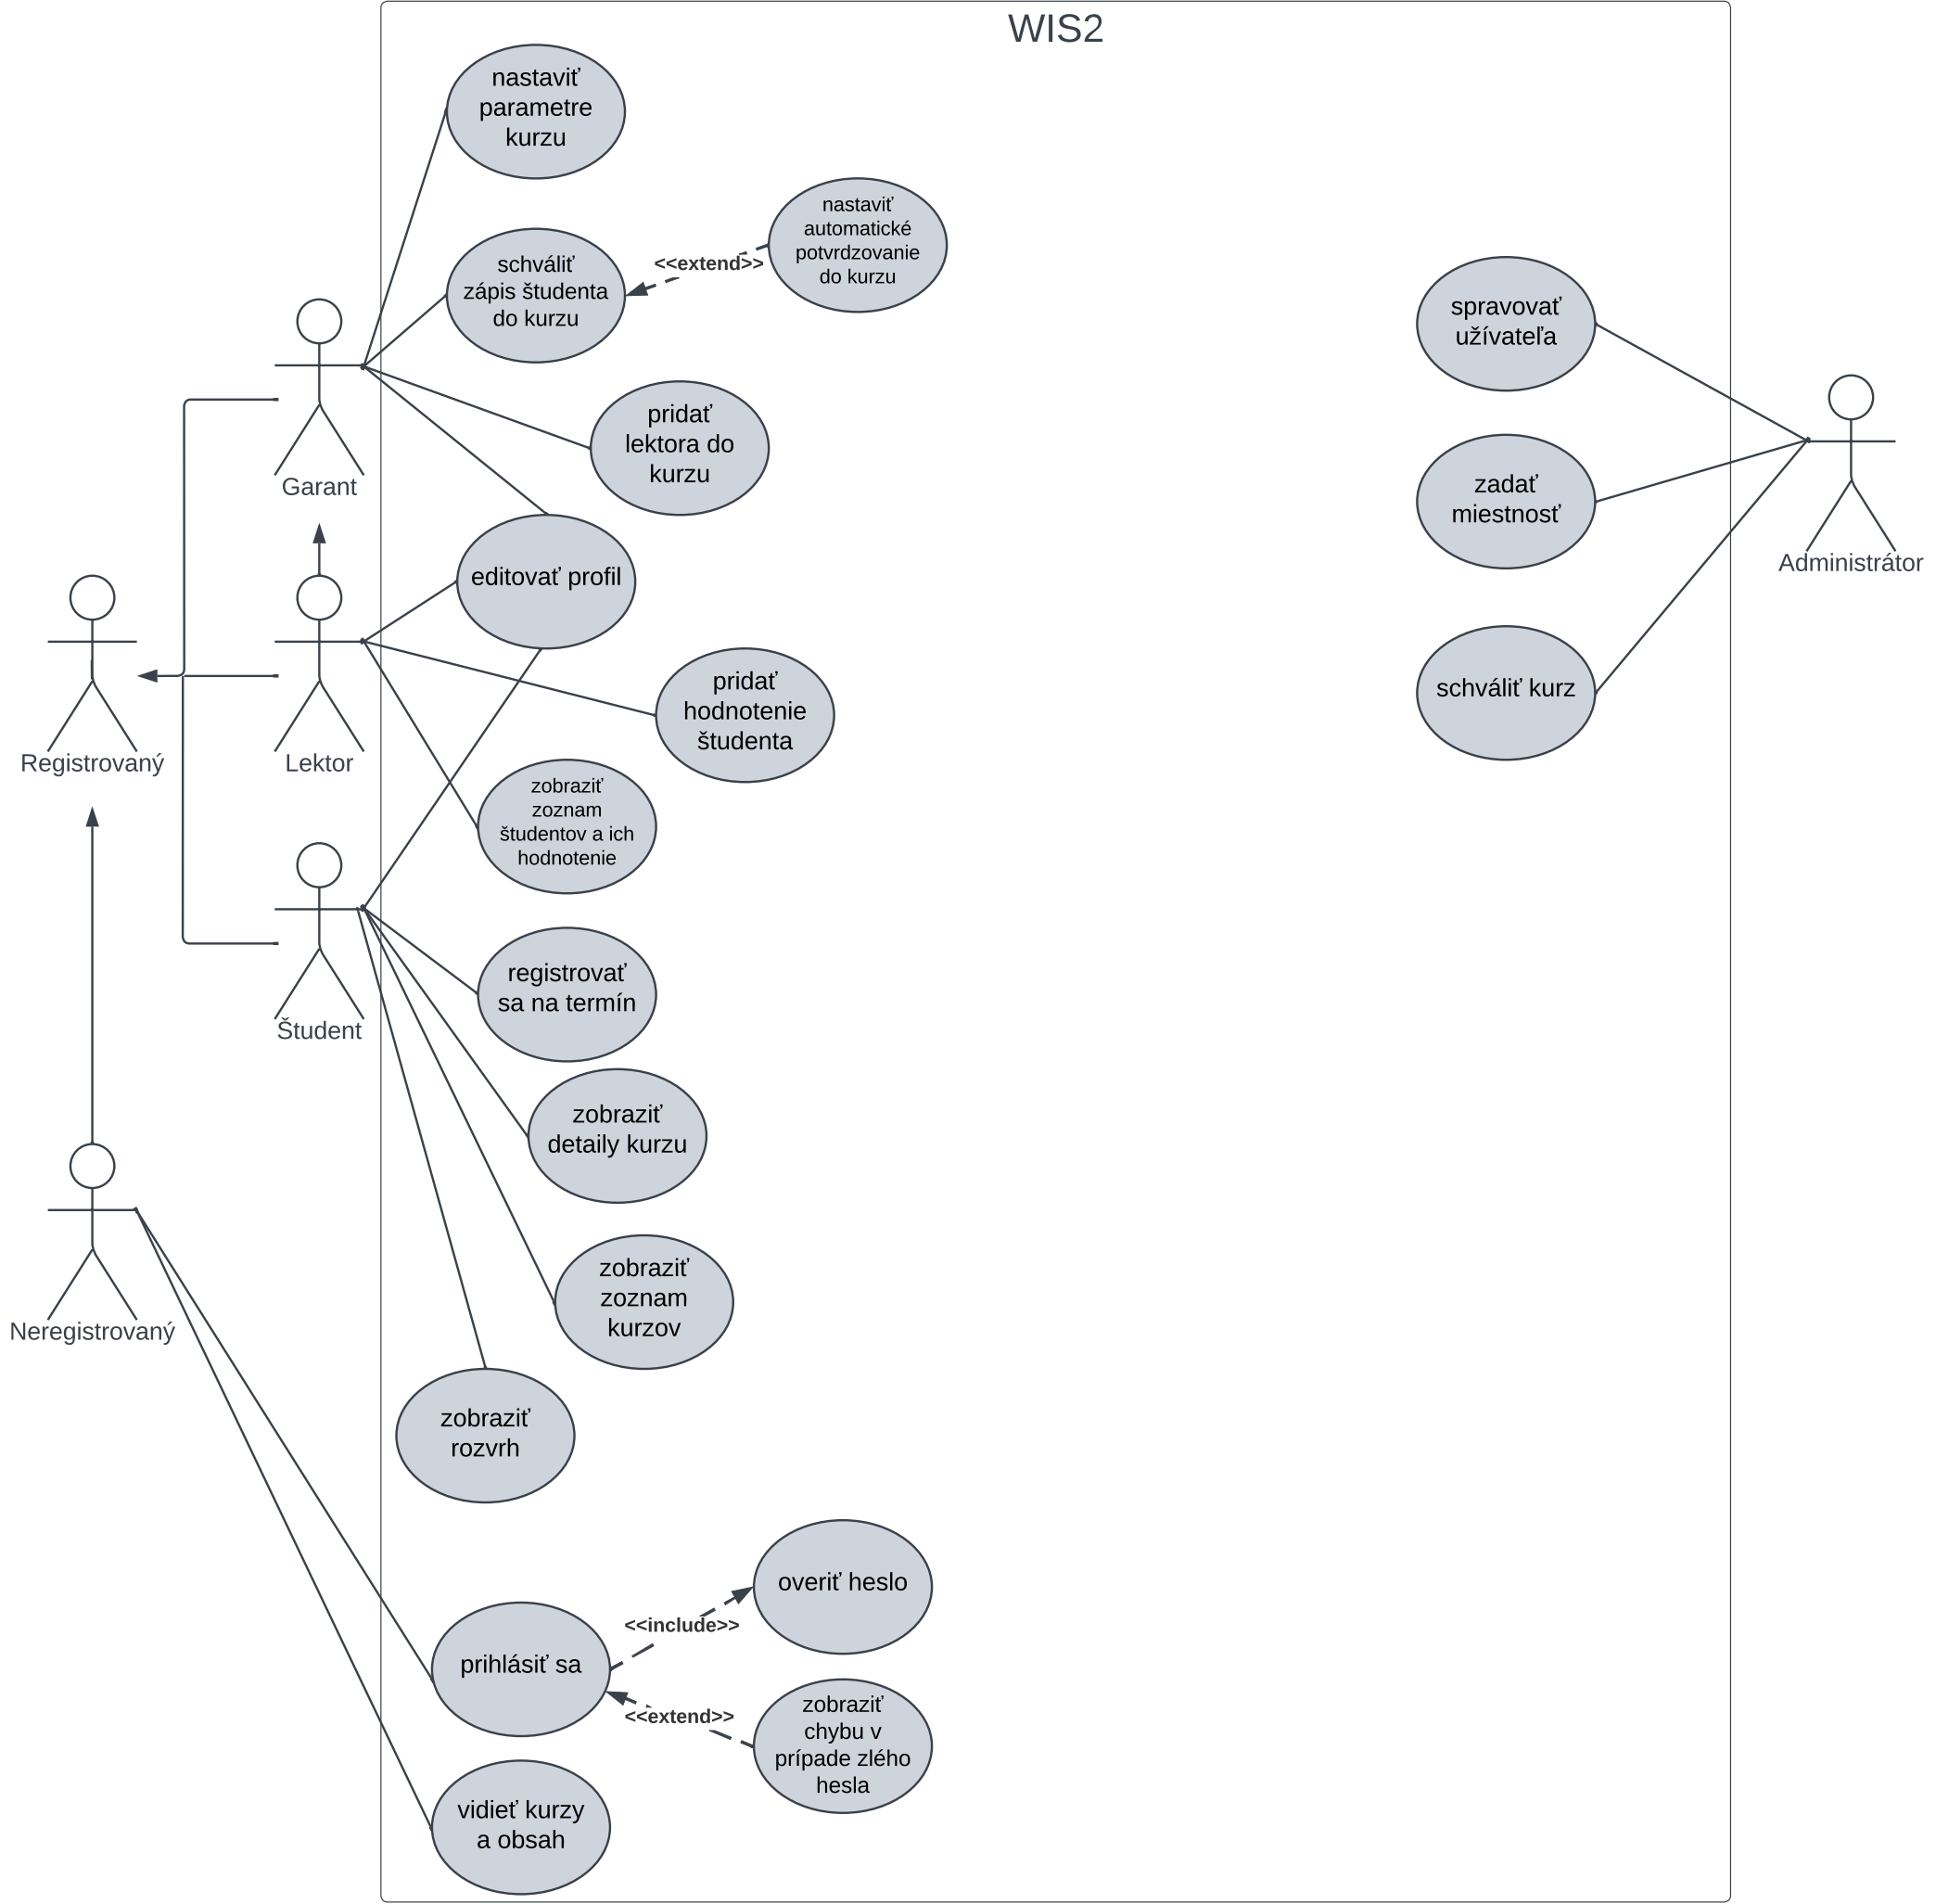 WIS2
nastaviť
parametre
kurzu
nastaviť
automatické
potvrdzovanie
do kurzu
schváliť
zápis študenta
do kurzu
<<extend>>
spravovať
užívateľa
pridať
lektora do
kurzu
Garant
zadať
miestnosť
Administrátor
editovať profil
pridať
hodnotenie
študenta
schváliť kurz
Registrovaný
Lektor
zobraziť
zoznam
študentov a ich
hodnotenie
registrovať
sa na termín
Študent
zobraziť
detaily kurzu
zobraziť
zoznam
kurzov
Neregistrovaný
zobraziť
rozvrh
overiť heslo
<<include>>
prihlásiť sa
<<extend>>
zobraziť
chybu v
prípade zlého
hesla
vidieť kurzy
a obsah